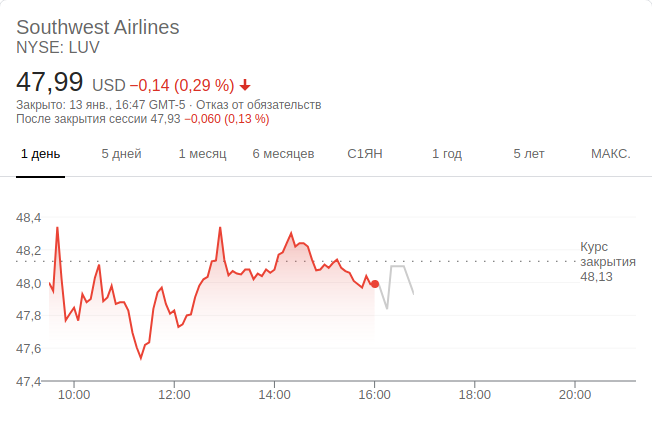 Southwest Airlines
NYSE: LUV
47,99 USD −0,14 (0,29 %)
Закрыто: 13 янв., 16:47 GMT-5 · Отказ от обязательств
После закрытия сессии 47,93 −0,060 (0,13 %)
1 день 5 дней 1 месяц 6 месяцев С1ЯН 1 год 5 лет МАКС.
48,4
48,2
48,0
47,8
47,6
47,4
Курс
закрытия
48,13
10:00 12:00 14:00 16:00 18:00 20:00